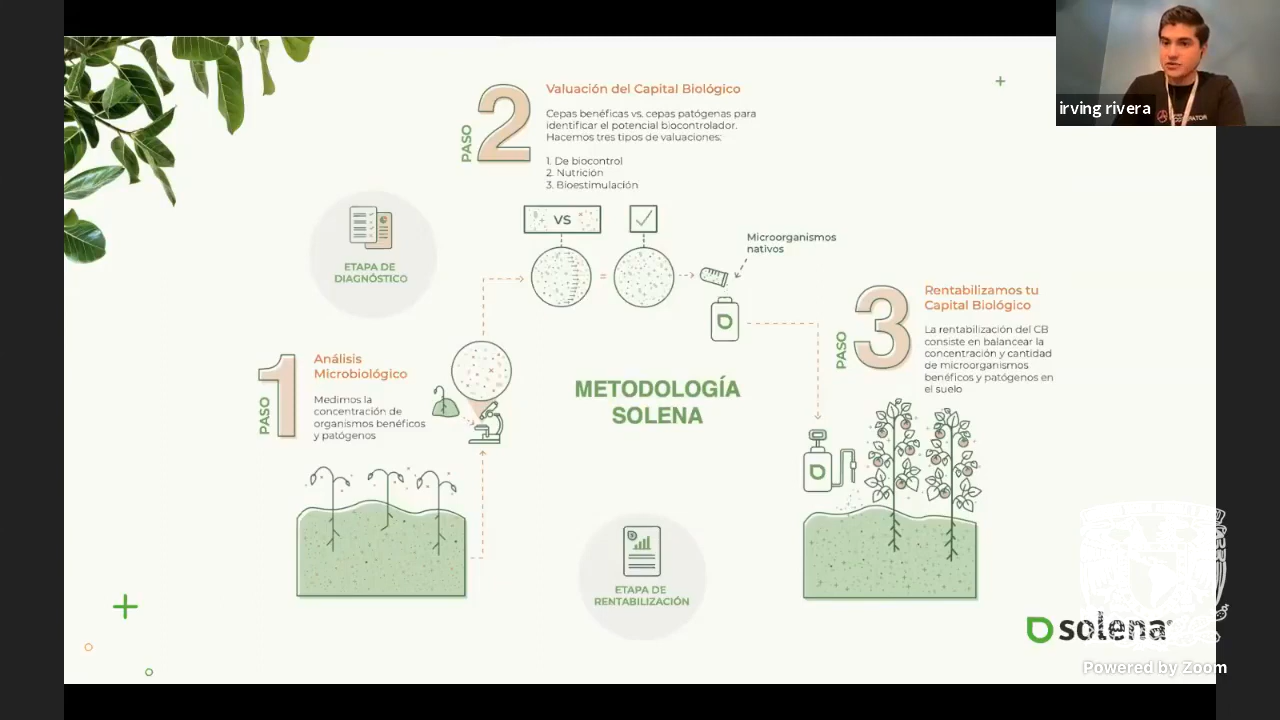 irving rivera
PASO 2
Valuación del Capital Biológico
Cepas benéficas vs. cepas patógenas para
identificar el potencial biocontrolador.
Hacemos tres tipos de valuaciones:
1. De biocontrol
2. Nutrición
3. Bioestimulación
VS
Microorganismos
nativos
ETAPA DE
DIAGNÓSTICO
PASO 3
Rentabilizamos tu
Capital Biológico
La rentabilización del CB
consiste en balancear la
concentración y cantidad
de microorganismos
benéficos y patógenos en
el suelo
PASO 1
Análisis
Microbiológico
Medimos la
concentración de
organismos benéficos
y patógenos
METODOLOGÍA
SOLENA
ETAPA DE
RENTABILIZACIÓN
solena
Powered by Zoom